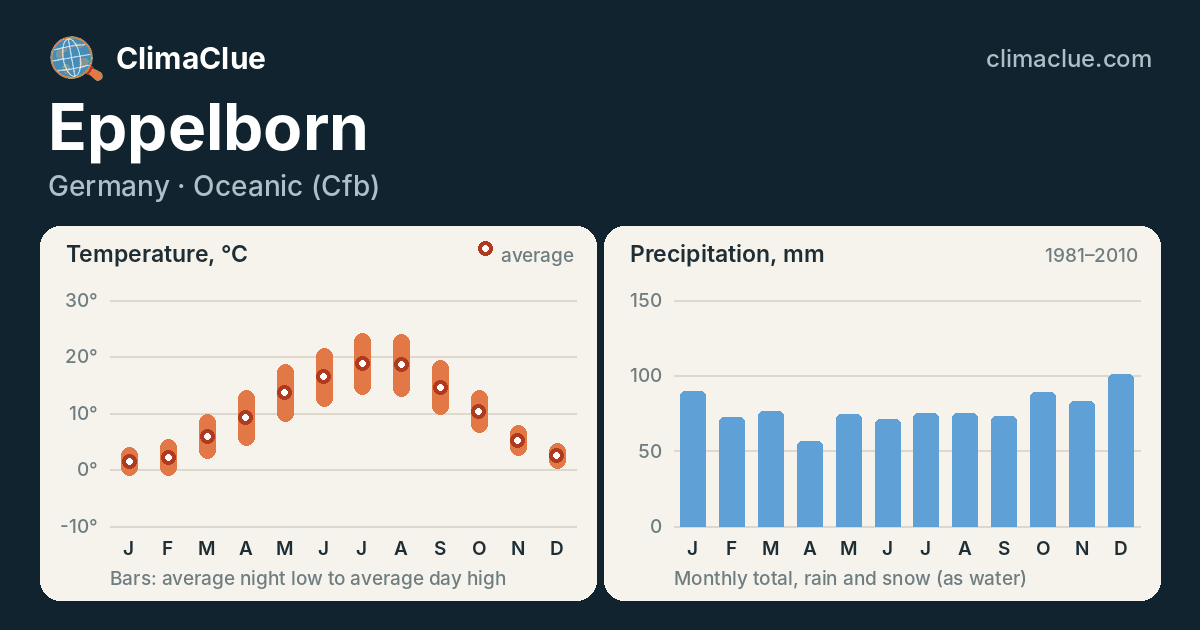 ClimaClue
climaclue.com
Eppelborn
Germany · Oceanic (Cfb)
Temperature, °C
average
30°
20°
10°
0°
-10°
J F M A M J J A S O N D
Bars: average night low to average day high
Precipitation, mm
1981–2010
150
100
50
0
J F M A M J J A S O N D
Monthly total, rain and snow (as water)